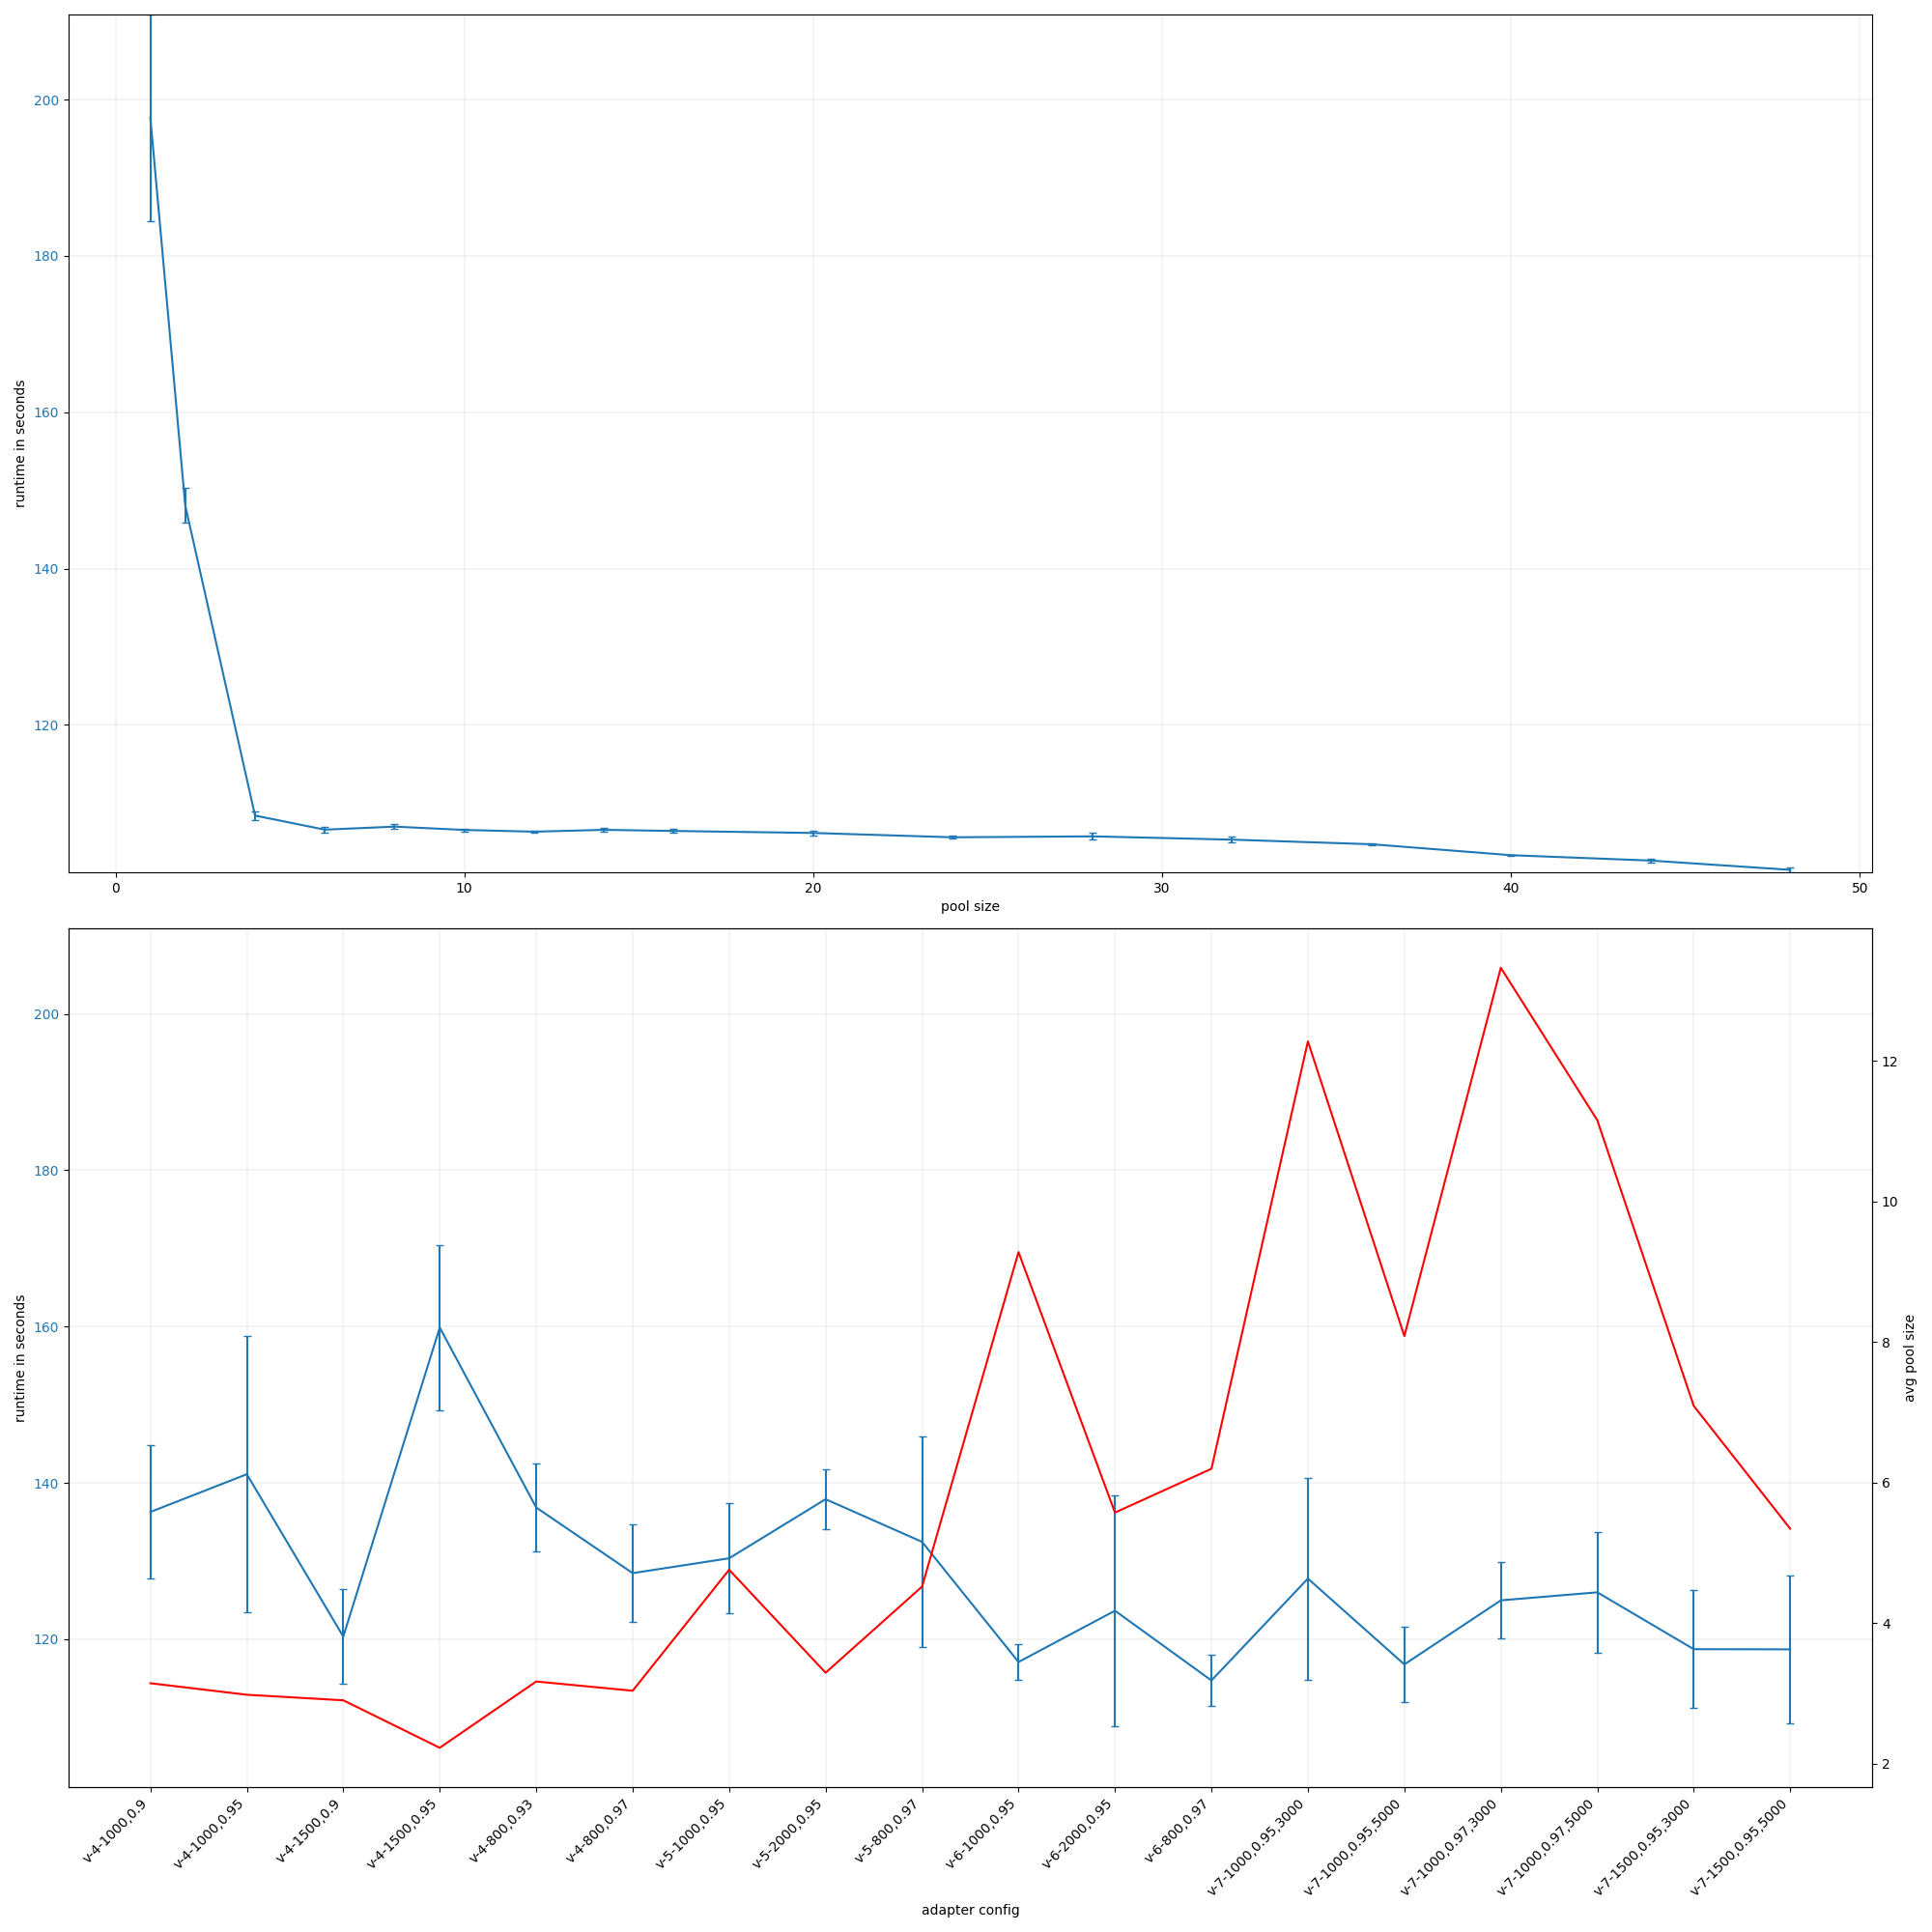 200
180
160
140
120
runtime in seconds
0 10 20 30 40 50
pool size
200
180
160
140
120
runtime in seconds
12
10
8
6
4
2
avg pool size
v-4-1000,0.9
v-4-1000,0.95
v-4-1500,0.9
v-4-1500,0.95
v-4-800,0.93
v-4-800,0.97
v-5-1000,0.95
v-5-2000,0.95
v-5-800,0.97
v-6-1000,0.95
v-6-2000,0.95
v-6-800,0.97
v-7-1000,0.95,3000
v-7-1000,0.95,5000
v-7-1000,0.97,3000
v-7-1000,0.97,5000
v-7-1500,0.95,3000
v-7-1500,0.95,5000
adapter config